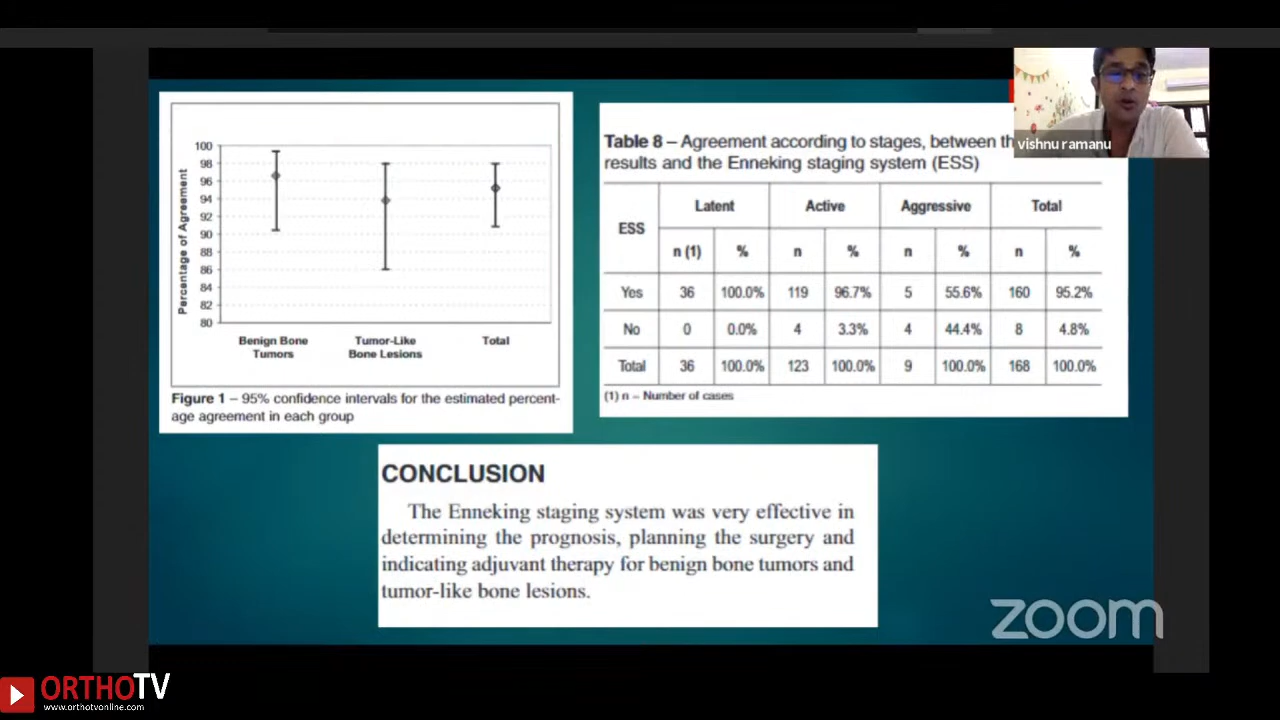 100
98
96
94
92
90
88
86
84
82
80
Percentage of Agreement
Benign Bone
Tumors
Tumor-Like
Bone Lesions
Total
Figure 1 – 95% confidence intervals for the estimated percent-
age agreement in each group
Table 8 – Agreement according to stages, between th
results and the Enneking staging system (ESS)
ESS Latent Active Aggressive Total
n (1) % n % n % n %
Yes 36 100.0% 119 96.7% 5 55.6% 160 95.2%
No 0 0.0% 4 3.3% 4 44.4% 8 4.8%
Total 36 100.0% 123 100.0% 9 100.0% 168 100.0%
(1) n – Number of cases
vishnu ramanu
CONCLUSION
The Enneking staging system was very effective in
determining the prognosis, planning the surgery and
indicating adjuvant therapy for benign bone tumors and
tumor-like bone lesions.
zoom
ORTHOTV
www.orthotvonline.com